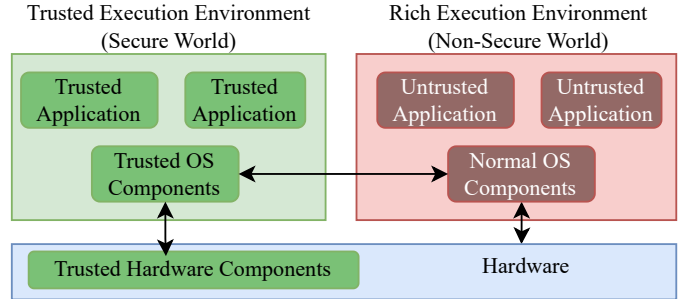 Trusted Execution Environment
(Secure World)
Rich Execution Environment
(Non-Secure World)
Trusted
Application
Trusted
Application
Untrusted
Application
Untrusted
Application
Trusted OS
Components
Normal OS
Components
Trusted Hardware Components
Hardware